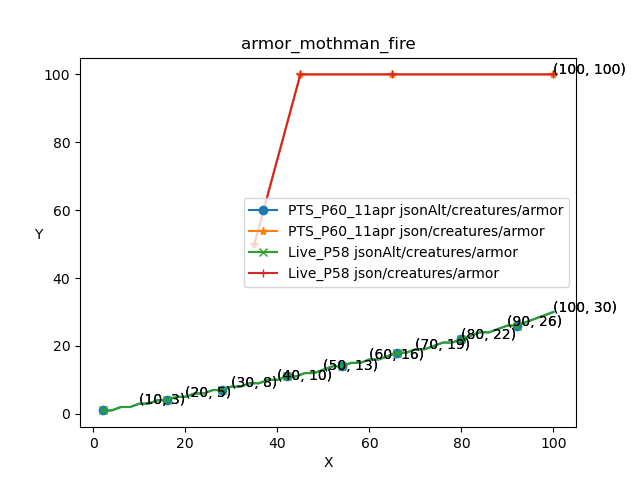 armor_mothman_fire
100
80
60
40
20
0
Y
(100, 100)
PTS_P60_11apr jsonAlt/creatures/armor
PTS_P60_11apr json/creatures/armor
Live_P58 jsonAlt/creatures/armor
Live_P58 json/creatures/armor
(100, 30)
(90, 26)
(80, 22)
(70, 19)
(60, 16)
(50, 13)
(40, 10)
(30, 8)
(20, 5)
(10, 3)
0 20 40 60 80 100
X